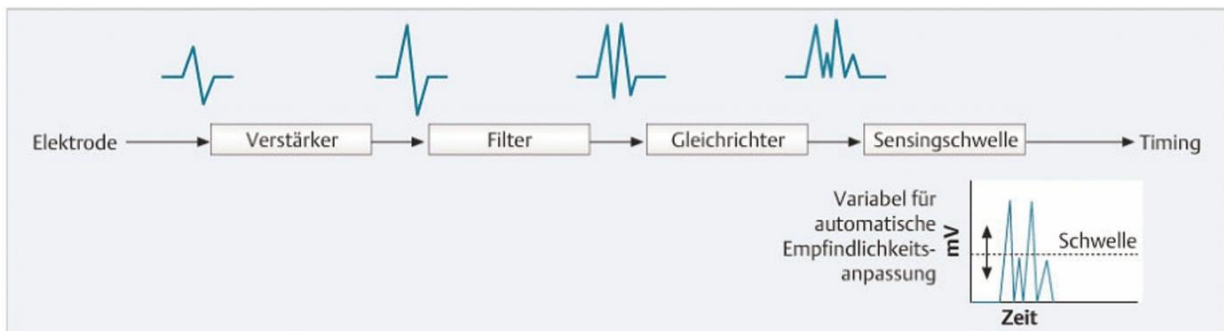 Elektrode
Verstärker
Filter
Gleichrichter
Sensingschwelle
Timing
Variabel für
automatische
Empfindlichkeits-
anpassung
mV
Schwelle
Zeit